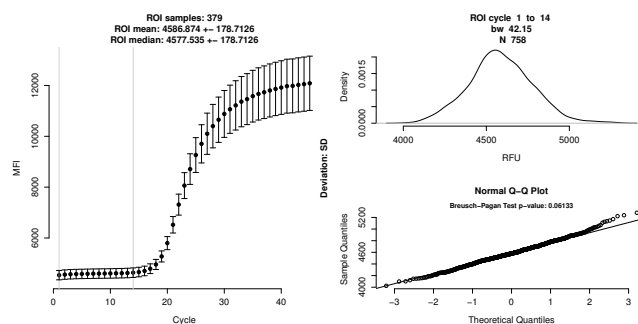 ROI samples: 379
ROI mean: 4586.874 +− 178.7126
ROI median: 4577.535 +− 178.7126
MFI
6000
8000
10000
12000
0
10
20
30
40
Cycle
Deviation: SD
ROI cycle 1 to 14
bw 42.15
N 758
Density
0.0000
0.0015
4000
4500
5000
RFU
Normal Q−Q Plot
Breusch−Pagan Test p−value: 0.06133
Sample Quantiles
4000
4400
5200
−3
−2
−1
0
1
2
3
Theoretical Quantiles